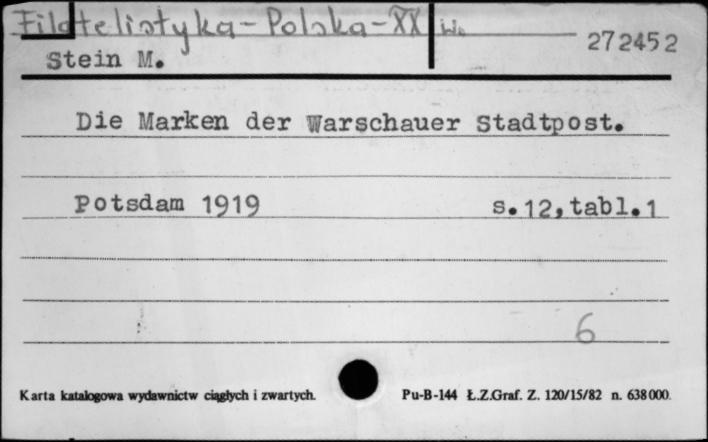 Filatelistyka - Polska - XX w.
272452
Stein M.
Die Marken der Warschauer Stadtpost.
Potsdam 1919 s.12,tabl.1
6
Karta katalogowa wydawnictw ciągłych i zwartych. Pu-B-144 Ł.Z.Graf. Z. 120/15/82 n. 638000.